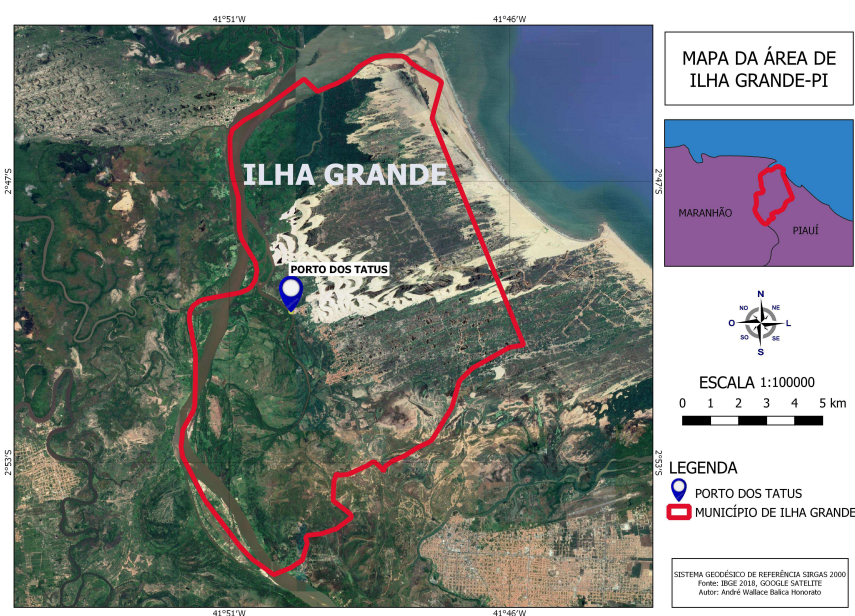 41°51'W
41°46'W
MAPA DA ÁREA DE
ILHA GRANDE-PI
2°47'S
ILHA GRANDE
2°47'S
MARANHÃO
PIAUÍ
PORTO DOS TATUS
N
NO
NE
O
L
SO
SE
S
ESCALA 1:100000
0 1 2 3 4 5 km
2°53'S
2°53'S
LEGENDA
PORTO DOS TATUS
MUNICÍPIO DE ILHA GRANDE
SISTEMA GEODÉSICO DE REFERÊNCIA SIRGAS 2000
Fonte: IBGE 2018, GOOGLE SATELITE
Autor: André Wallace Balica Honorato
41°51'W
41°46'W